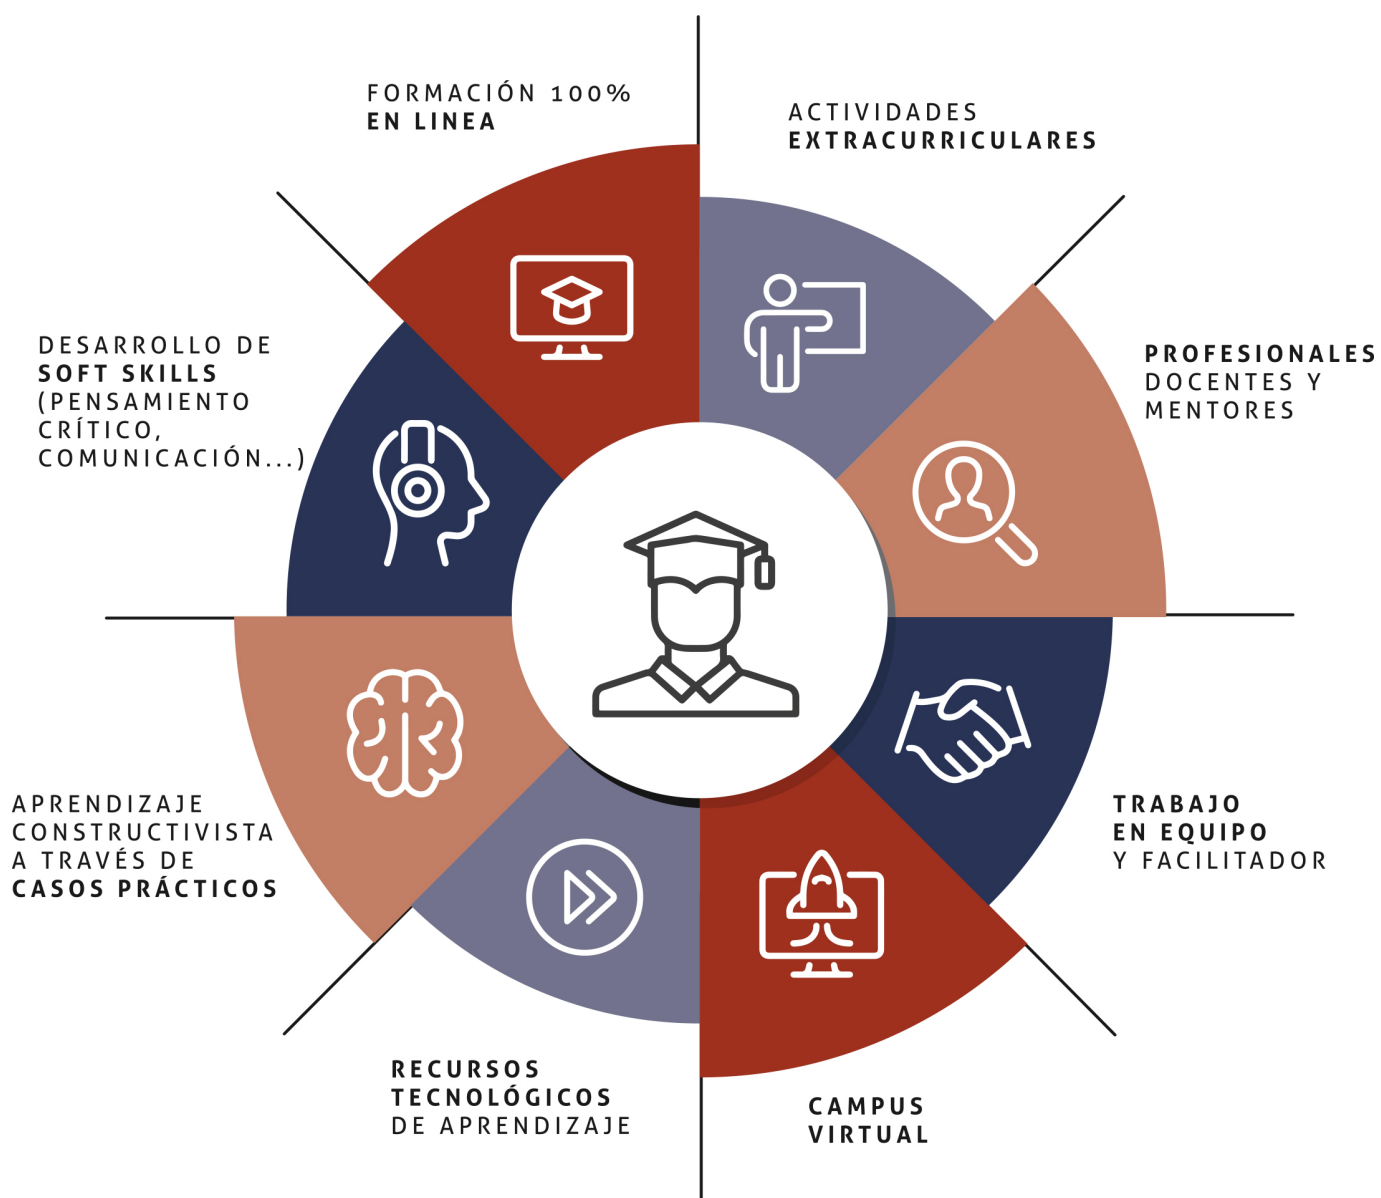 FORMACIÓN 100%
EN LINEA
ACTIVIDADES
EXTRACURRICULARES
PROFESIONALES
DOCENTES Y
MENTORES
TRABAJO
EN EQUIPO
Y FACILITADOR
CAMPUS
VIRTUAL
RECURSOS
TECNOLÓGICOS
DE APRENDIZAJE
APRENDIZAJE
CONSTRUCTIVISTA
A TRAVÉS DE
CASOS PRÁCTICOS
DESARROLLO DE
SOFT SKILLS
(PENSAMIENTO
CRÍTICO,
COMUNICACIÓN...)